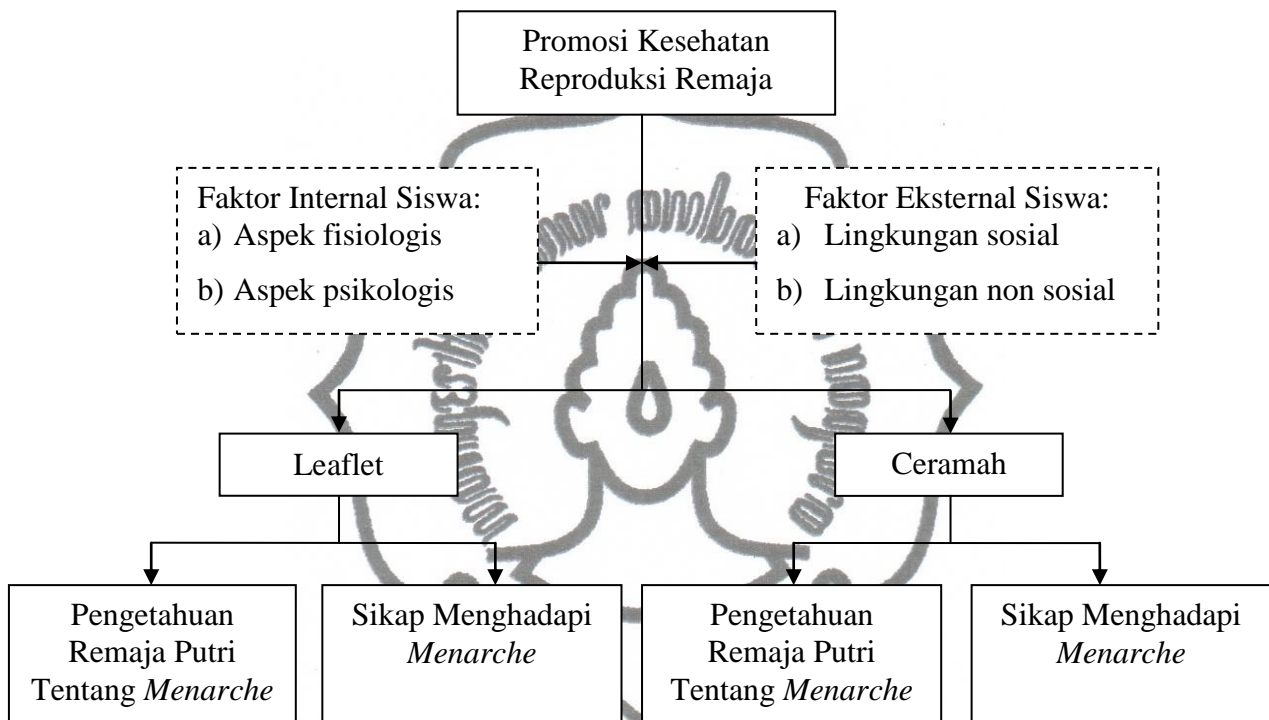 Promosi Kesehatan
Reproduksi Remaja
Faktor Internal Siswa:
a) Aspek fisiologis
b) Aspek psikologis
Faktor Eksternal Siswa:
a) Lingkungan sosial
b) Lingkungan non sosial
Leaflet
Ceramah
Pengetahuan
Remaja Putri
Tentang Menarche
Sikap Menghadapi
Menarche
Pengetahuan
Remaja Putri
Tentang Menarche
Sikap Menghadapi
Menarche